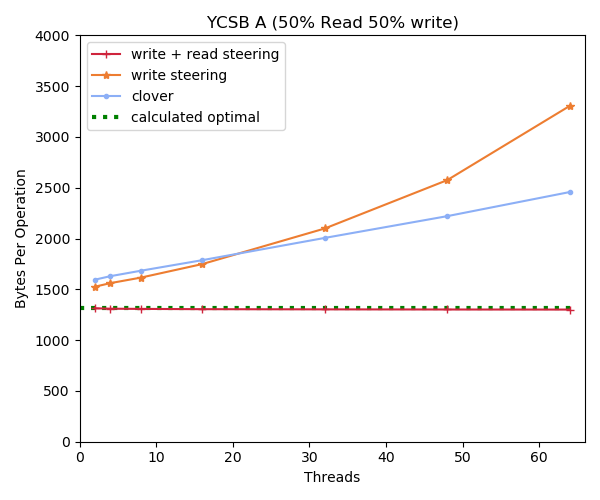 YCSB A (50% Read 50% write)
4000
3500
3000
2500
2000
1500
1000
500
0
Bytes Per Operation
write + read steering
write steering
clover
calculated optimal
0 10 20 30 40 50 60
Threads